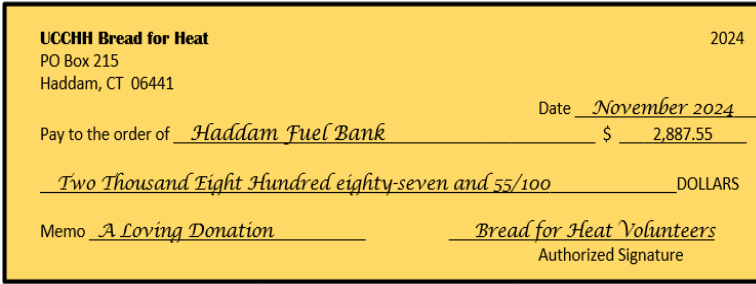 UCCHH Bread for Heat 2024
PO Box 215
Haddam, CT 06441
Date November 2024
Pay to the order of Haddam Fuel Bank $ 2,887.55
Two Thousand Eight Hundred eighty-seven and 55/100 DOLLARS
Memo A Loving Donation Bread for Heat Volunteers
Authorized Signature